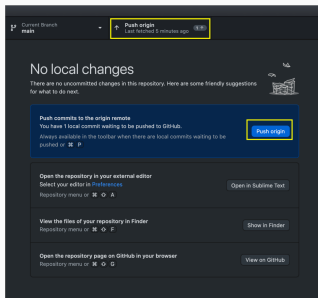 Current Branch
main
Push origin
Last fetched 5 minutes ago
No local changes
There are no uncommitted changes in this repository. Here are some friendly suggestions
for what to do next.
Push commits to the origin remote
You have 1 local commit waiting to be pushed to GitHub.
Always available in the toolbar when there are local commits waiting to be
pushed or ⌘ P
Push origin
Open the repository in your external editor
Select your editor in Preferences
Repository menu or ⌘ ⇧ A
Open in Sublime Text
View the files of your repository in Finder
Repository menu or ⌘ ⇧ F
Show in Finder
Open the repository page on GitHub in your browser
Repository menu or ⌘ ⇧ G
View on GitHub